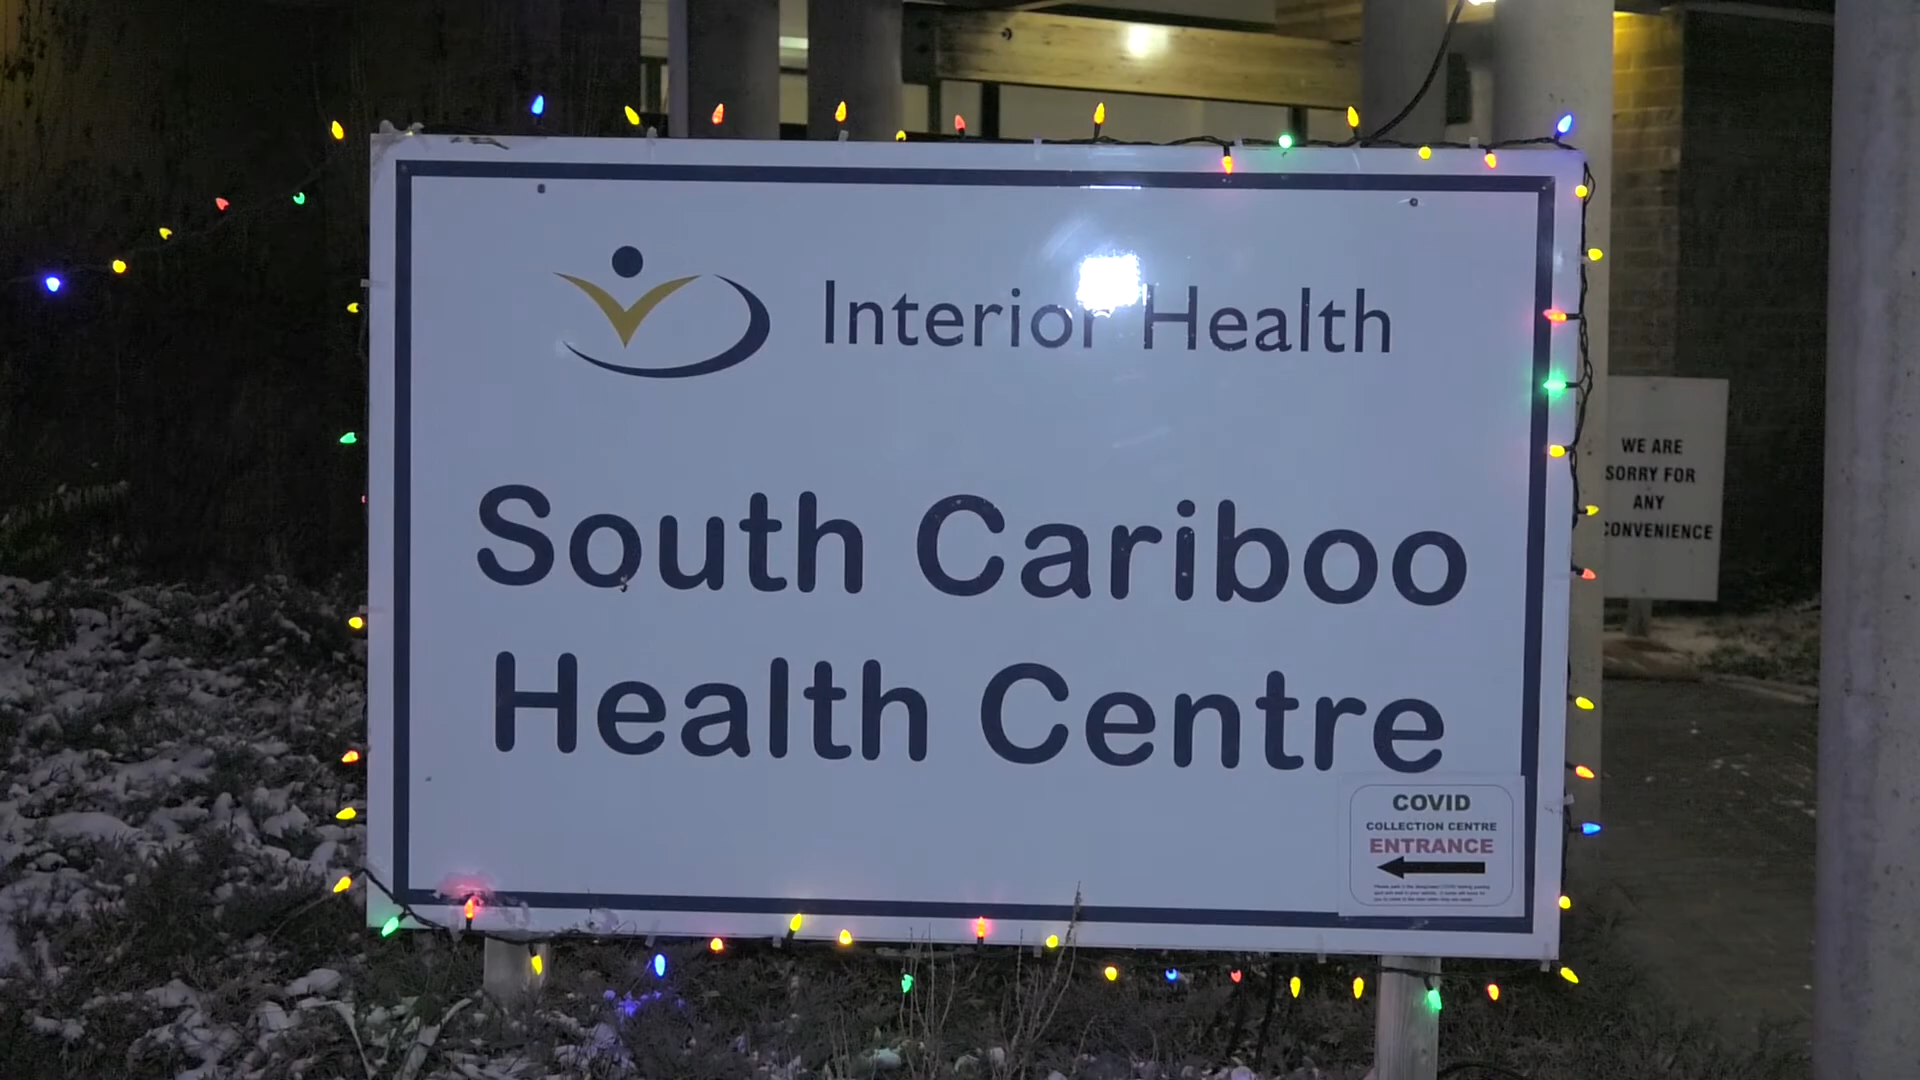 Interior Health
South Cariboo
Health Centre
COVID
COLLECTION CENTRE
ENTRANCE
WE ARE
SORRY FOR
ANY
CONVENIENCE